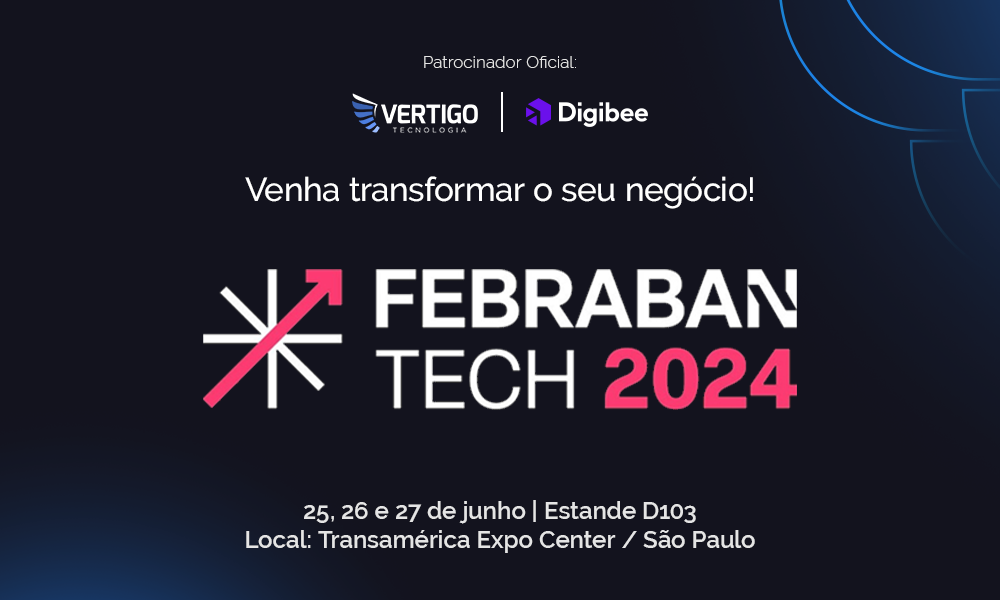 Patrocinador Oficial:
VERTIGO
TECNOLOGIA
Digibee
Venha transformar o seu negócio!
FEBRABAN
TECH 2024
25, 26 e 27 de junho | Estande D103
Local: Transamérica Expo Center / São Paulo